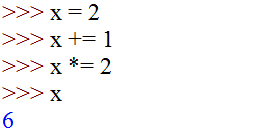 >>> x = 2
>>> x += 1
>>> x *= 2
>>> x
6